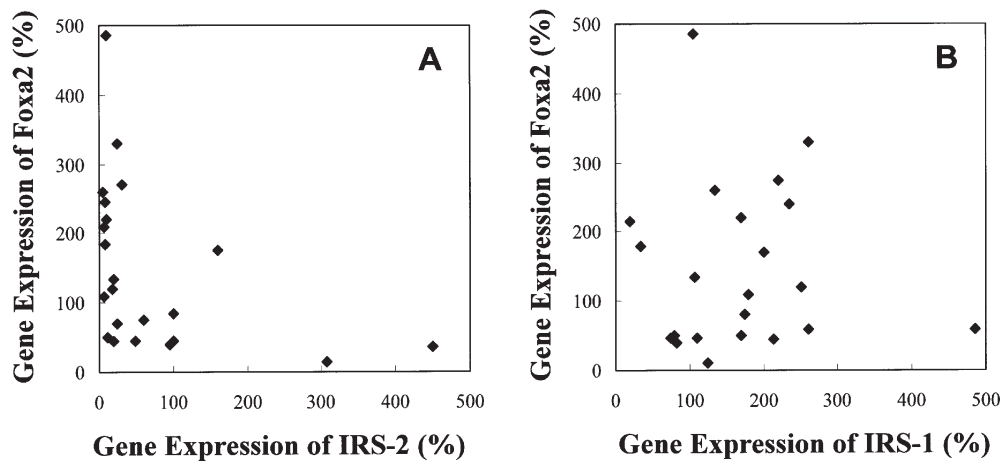 A
Gene Expression of Foxa2 (%)
500
400
300
200
100
0
0 100 200 300 400 500
Gene Expression of IRS-2 (%)
B
Gene Expression of Foxa2 (%)
500
400
300
200
100
0
0 100 200 300 400 500
Gene Expression of IRS-1 (%)